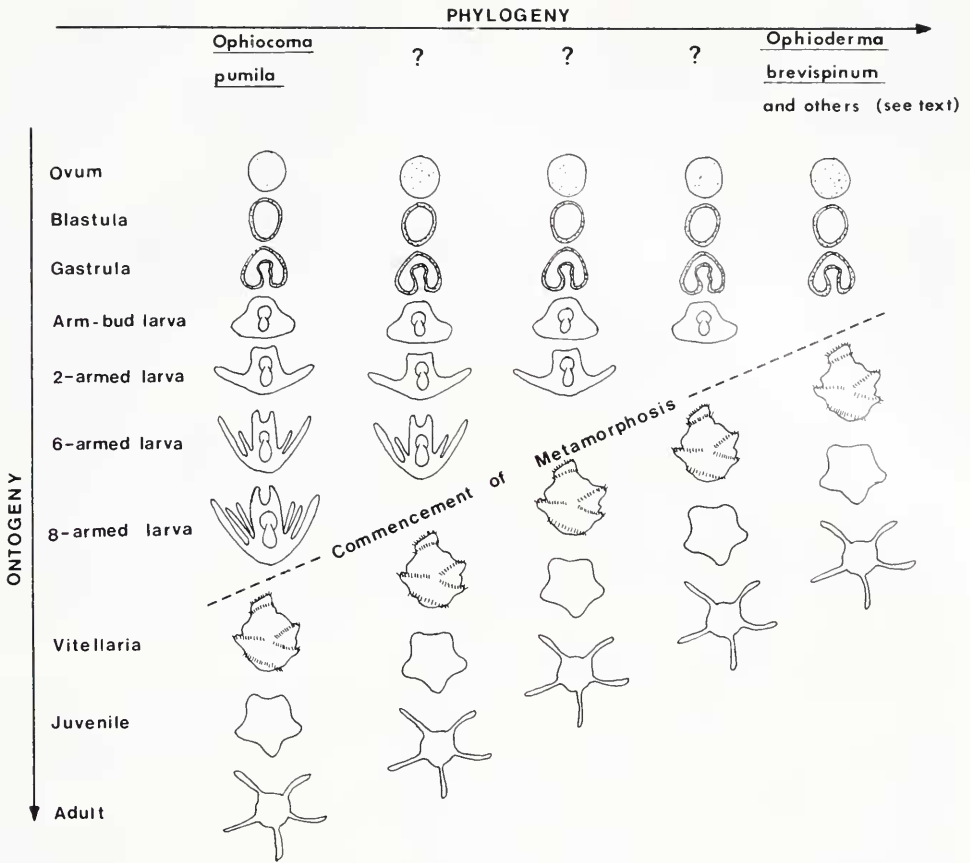 PHYLOGENY
Ophiocoma
pumila
?
?
?
Ophioderma
brevispinum
and others (see text)
Ovum
Blastula
Gastrula
Arm-bud larva
2-armed larva
6-armed larva
8-armed larva
Commencement of Metamorphosis
Vitellaria
Juvenile
Adult
ONTOGENY